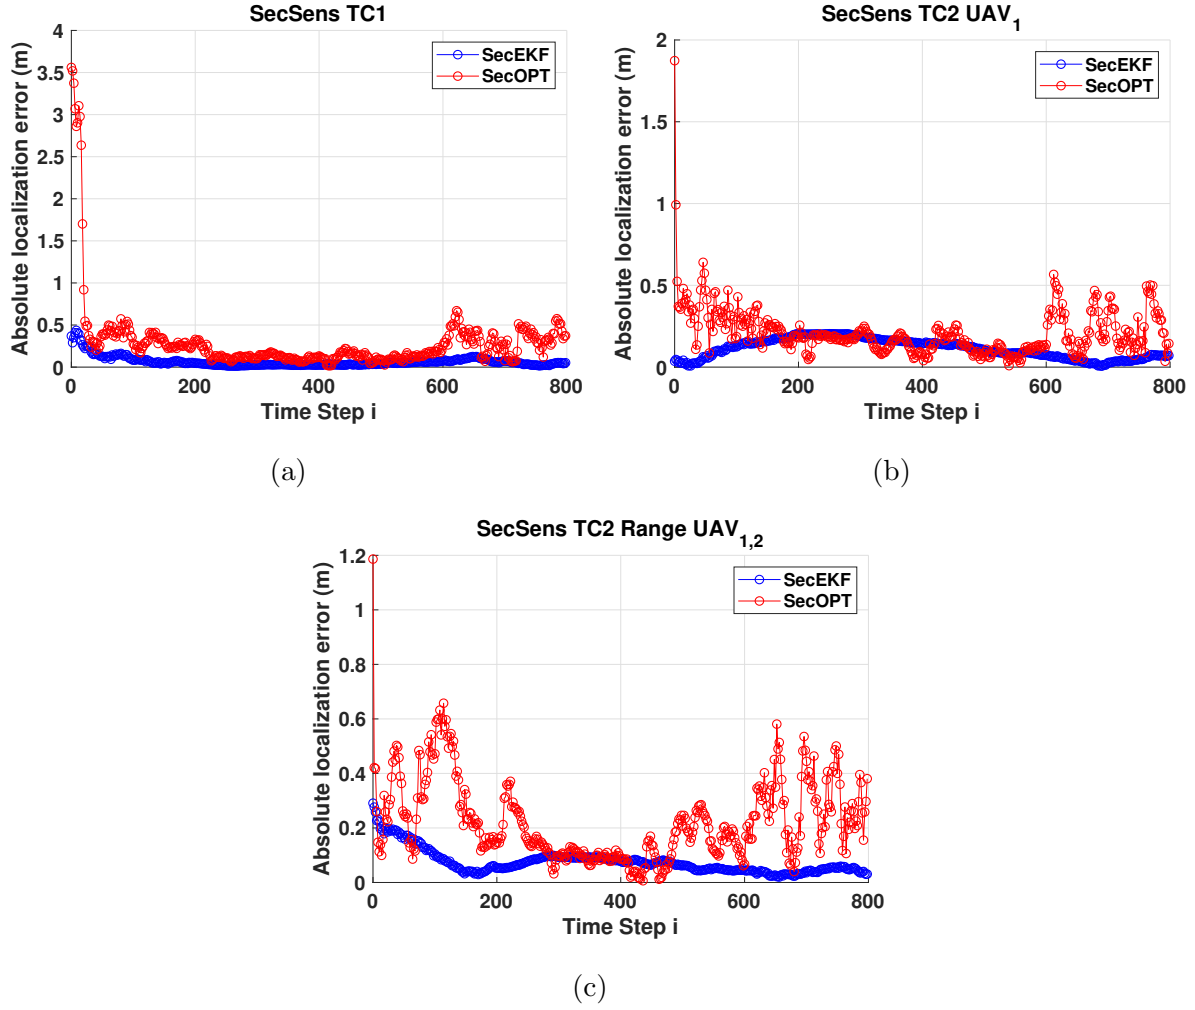 SecSens TC1
Absolute localization error (m)
4
3.5
3
2.5
2
1.5
1
0.5
0
0 200 400 600 800
Time Step i
SecEKF
SecOPT
(a)
SecSens TC2 UAV1
Absolute localization error (m)
2
1.5
1
0.5
0
0 200 400 600 800
Time Step i
SecEKF
SecOPT
(b)
SecSens TC2 Range UAV1,2
Absolute localization error (m)
1.2
1
0.8
0.6
0.4
0.2
0
0 200 400 600 800
Time Step i
SecEKF
SecOPT
(c)